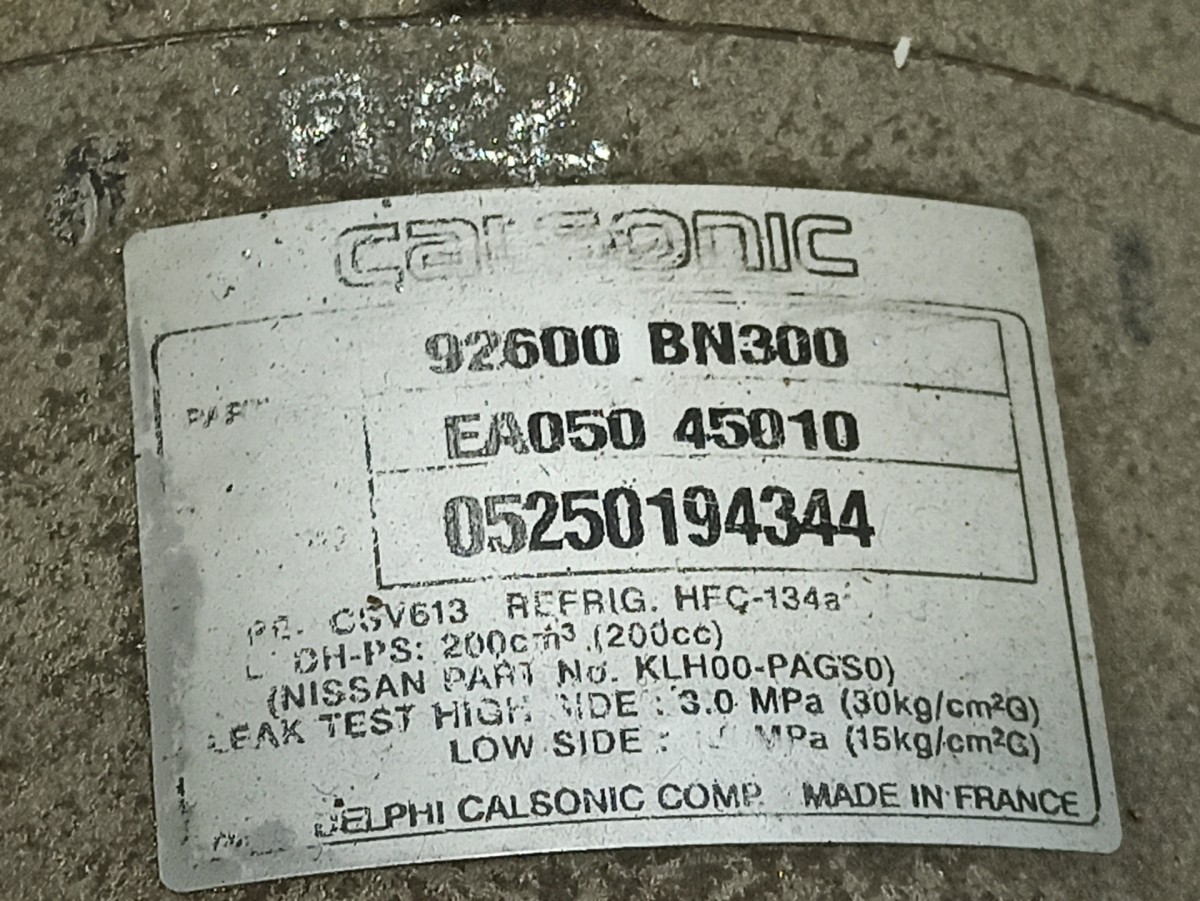 calsonic
92600 BN300
EA050 45010
05250194344
CSV613 REFRIG. HFC-134a
DH-PS: 200cm³ (200cc)
(NISSAN PART No. KLH00-PAGS0)
LEAK TEST HIGH SIDE : 3.0 MPa (30kg/cm²G)
LOW SIDE : MPa (15kg/cm²G)
DELPHI CALSONIC COMP. MADE IN FRANCE